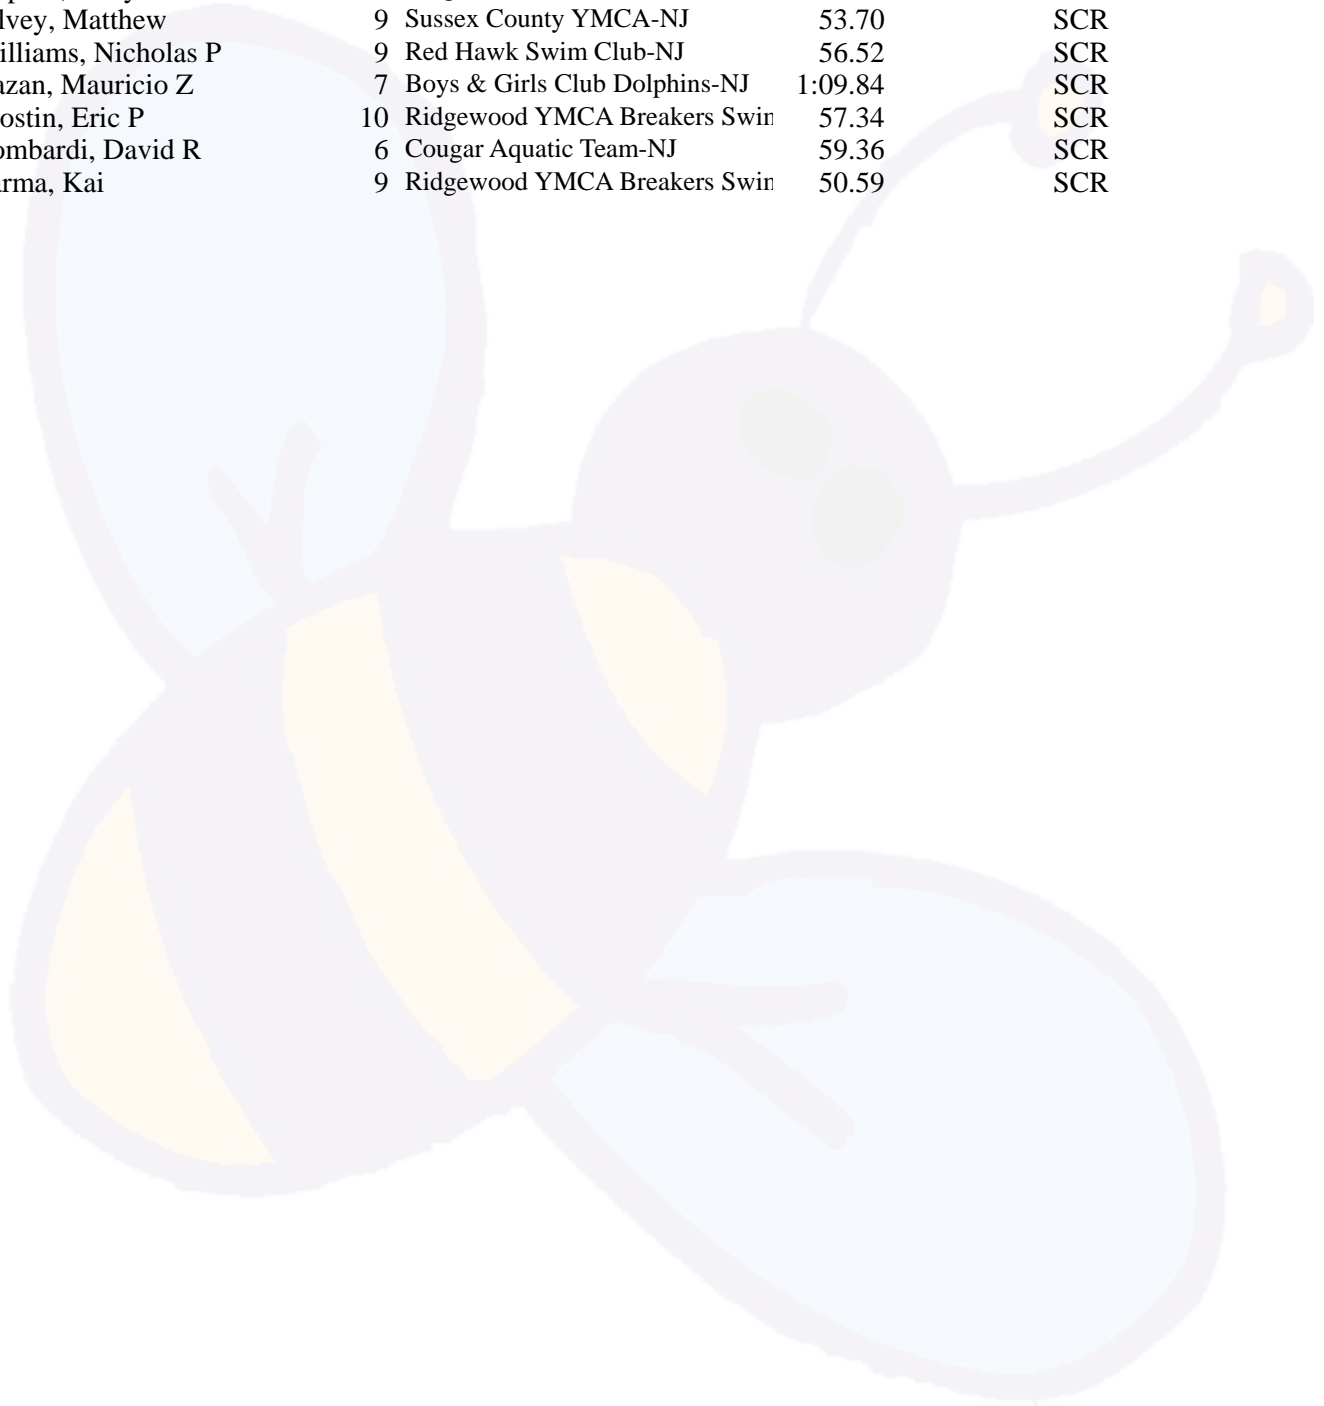 lvey, Matthew 9 Sussex County YMCA-NJ 53.70 SCR
illiams, Nicholas P 9 Red Hawk Swim Club-NJ 56.52 SCR
azan, Mauricio Z 7 Boys & Girls Club Dolphins-NJ 1:09.84 SCR
ostin, Eric P 10 Ridgewood YMCA Breakers Swin 57.34 SCR
ombardi, David R 6 Cougar Aquatic Team-NJ 59.36 SCR
arma, Kai 9 Ridgewood YMCA Breakers Swin 50.59 SCR